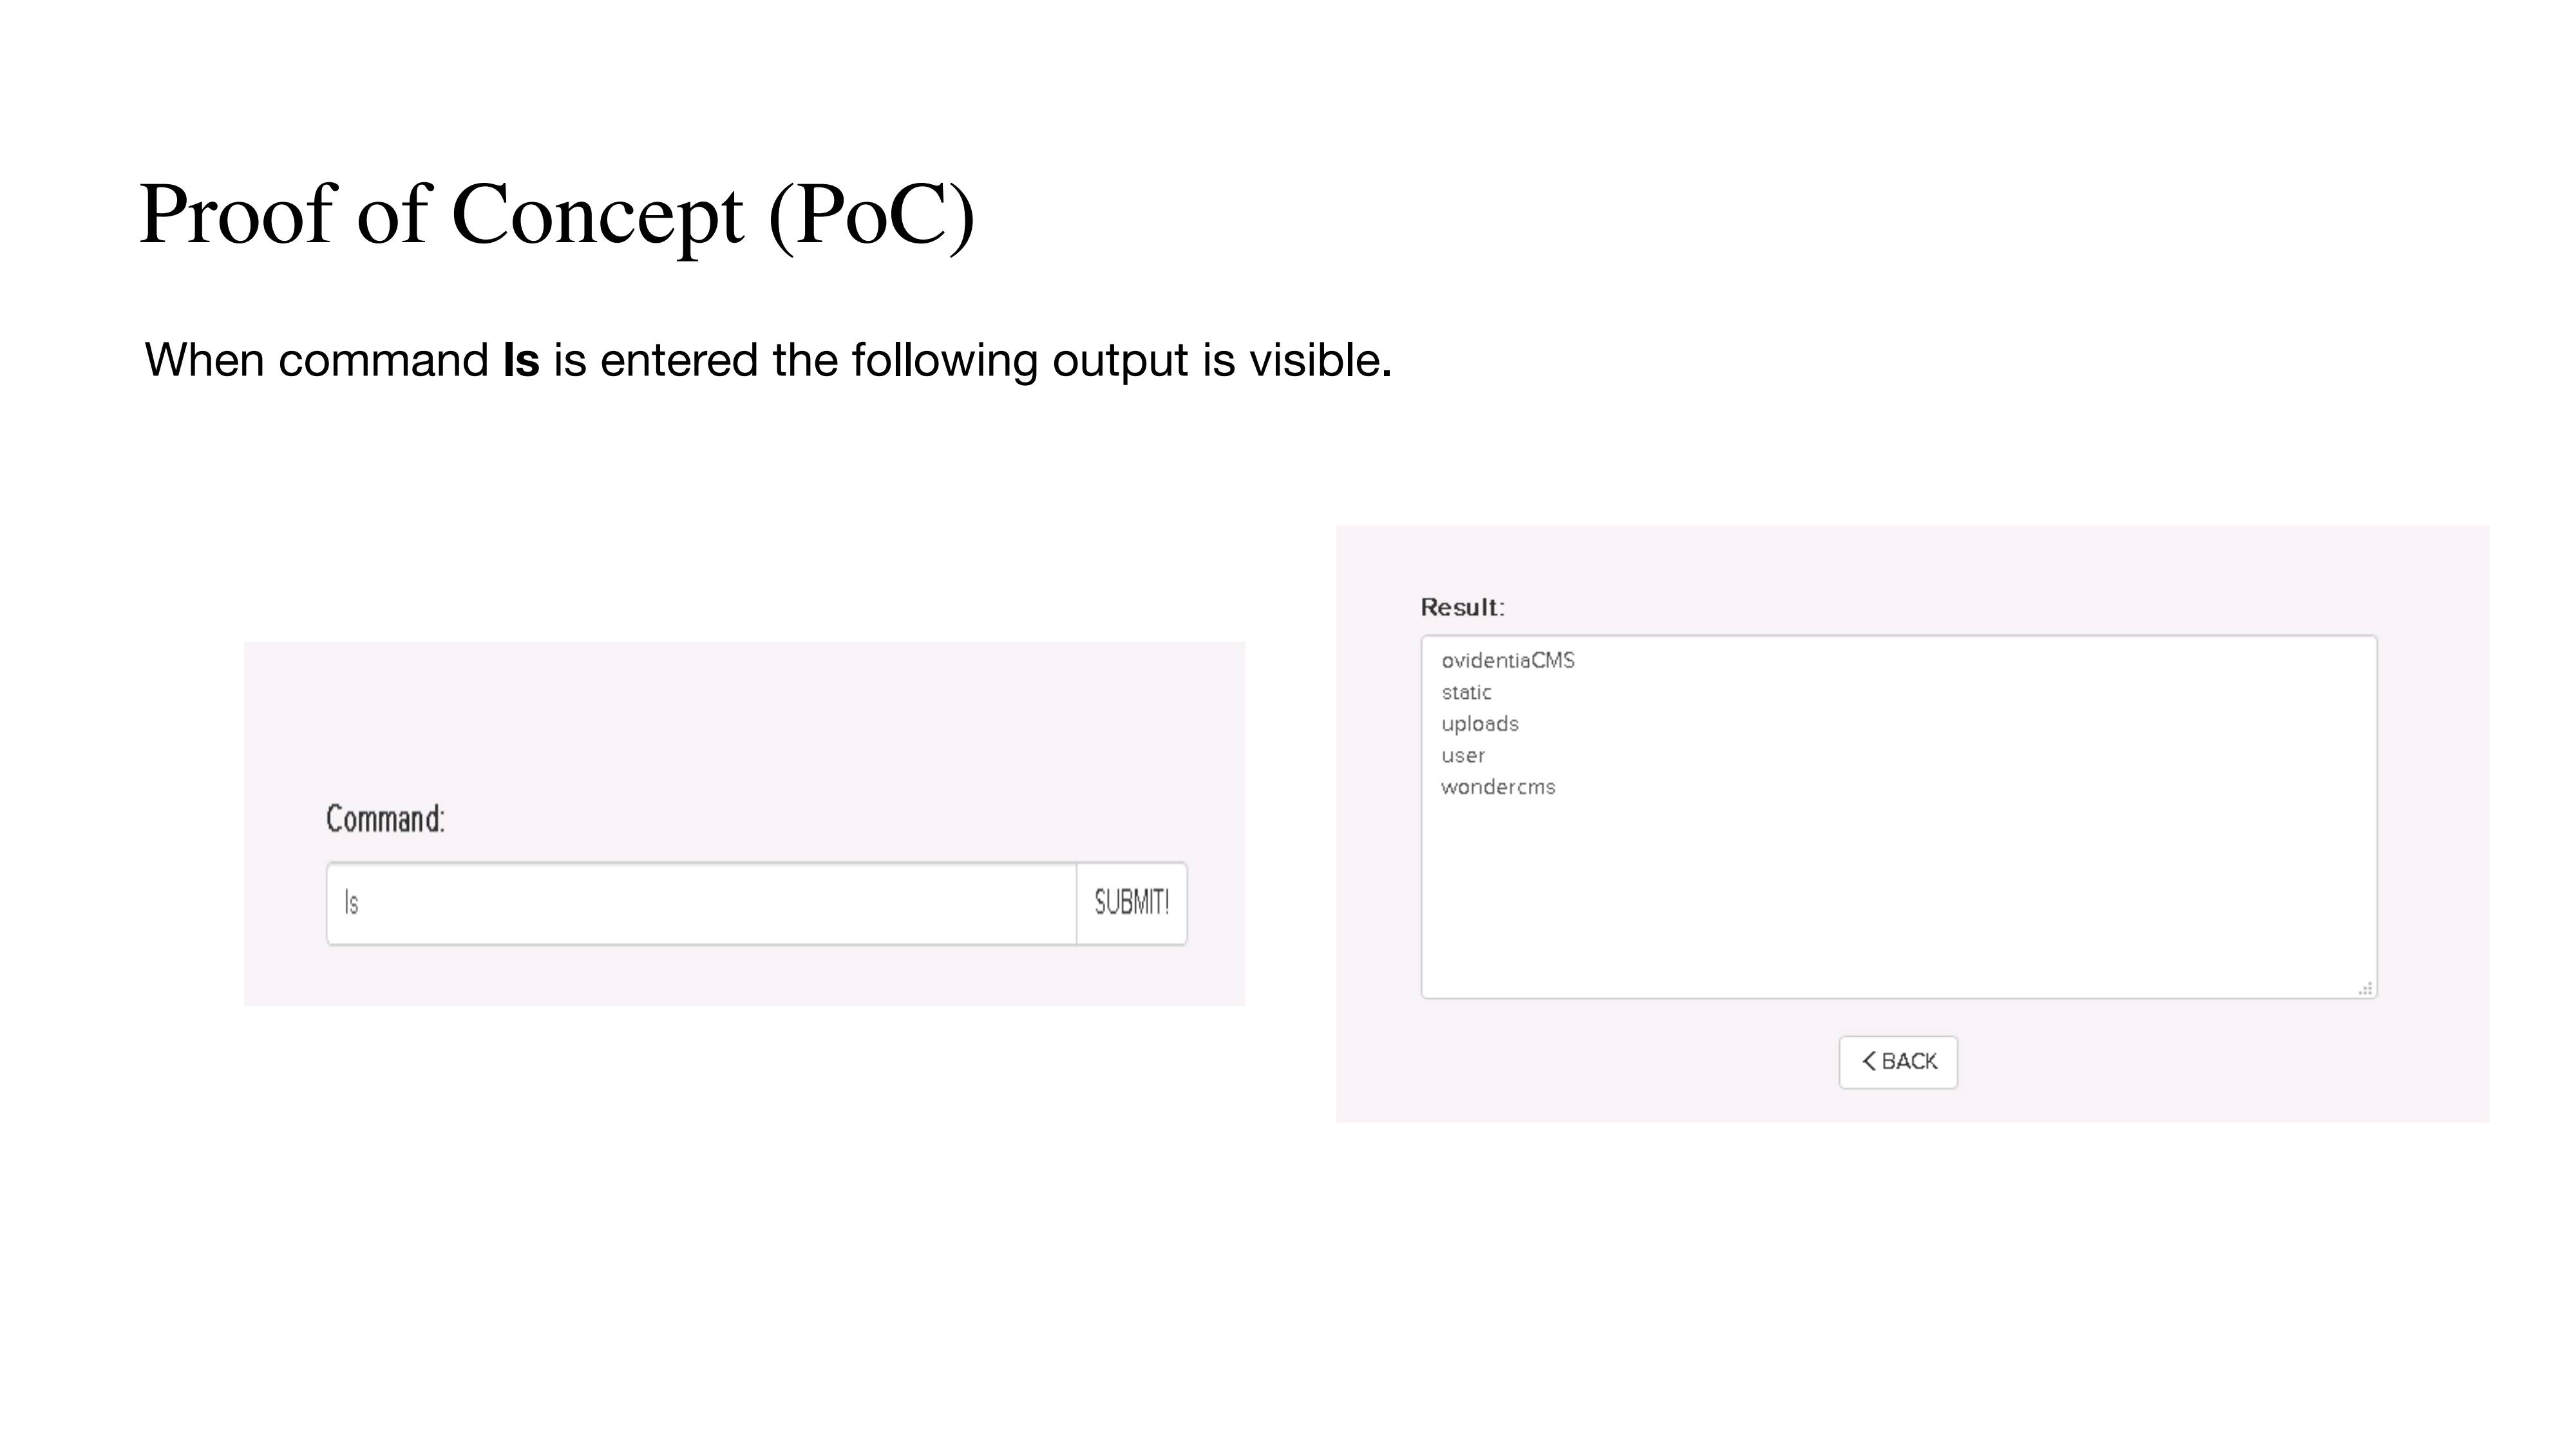 Proof of Concept (PoC)
When command ls is entered the following output is visible.
Command:
ls
SUBMIT!
Result:
ovidentiaCMS
static
uploads
user
wondercms
< BACK